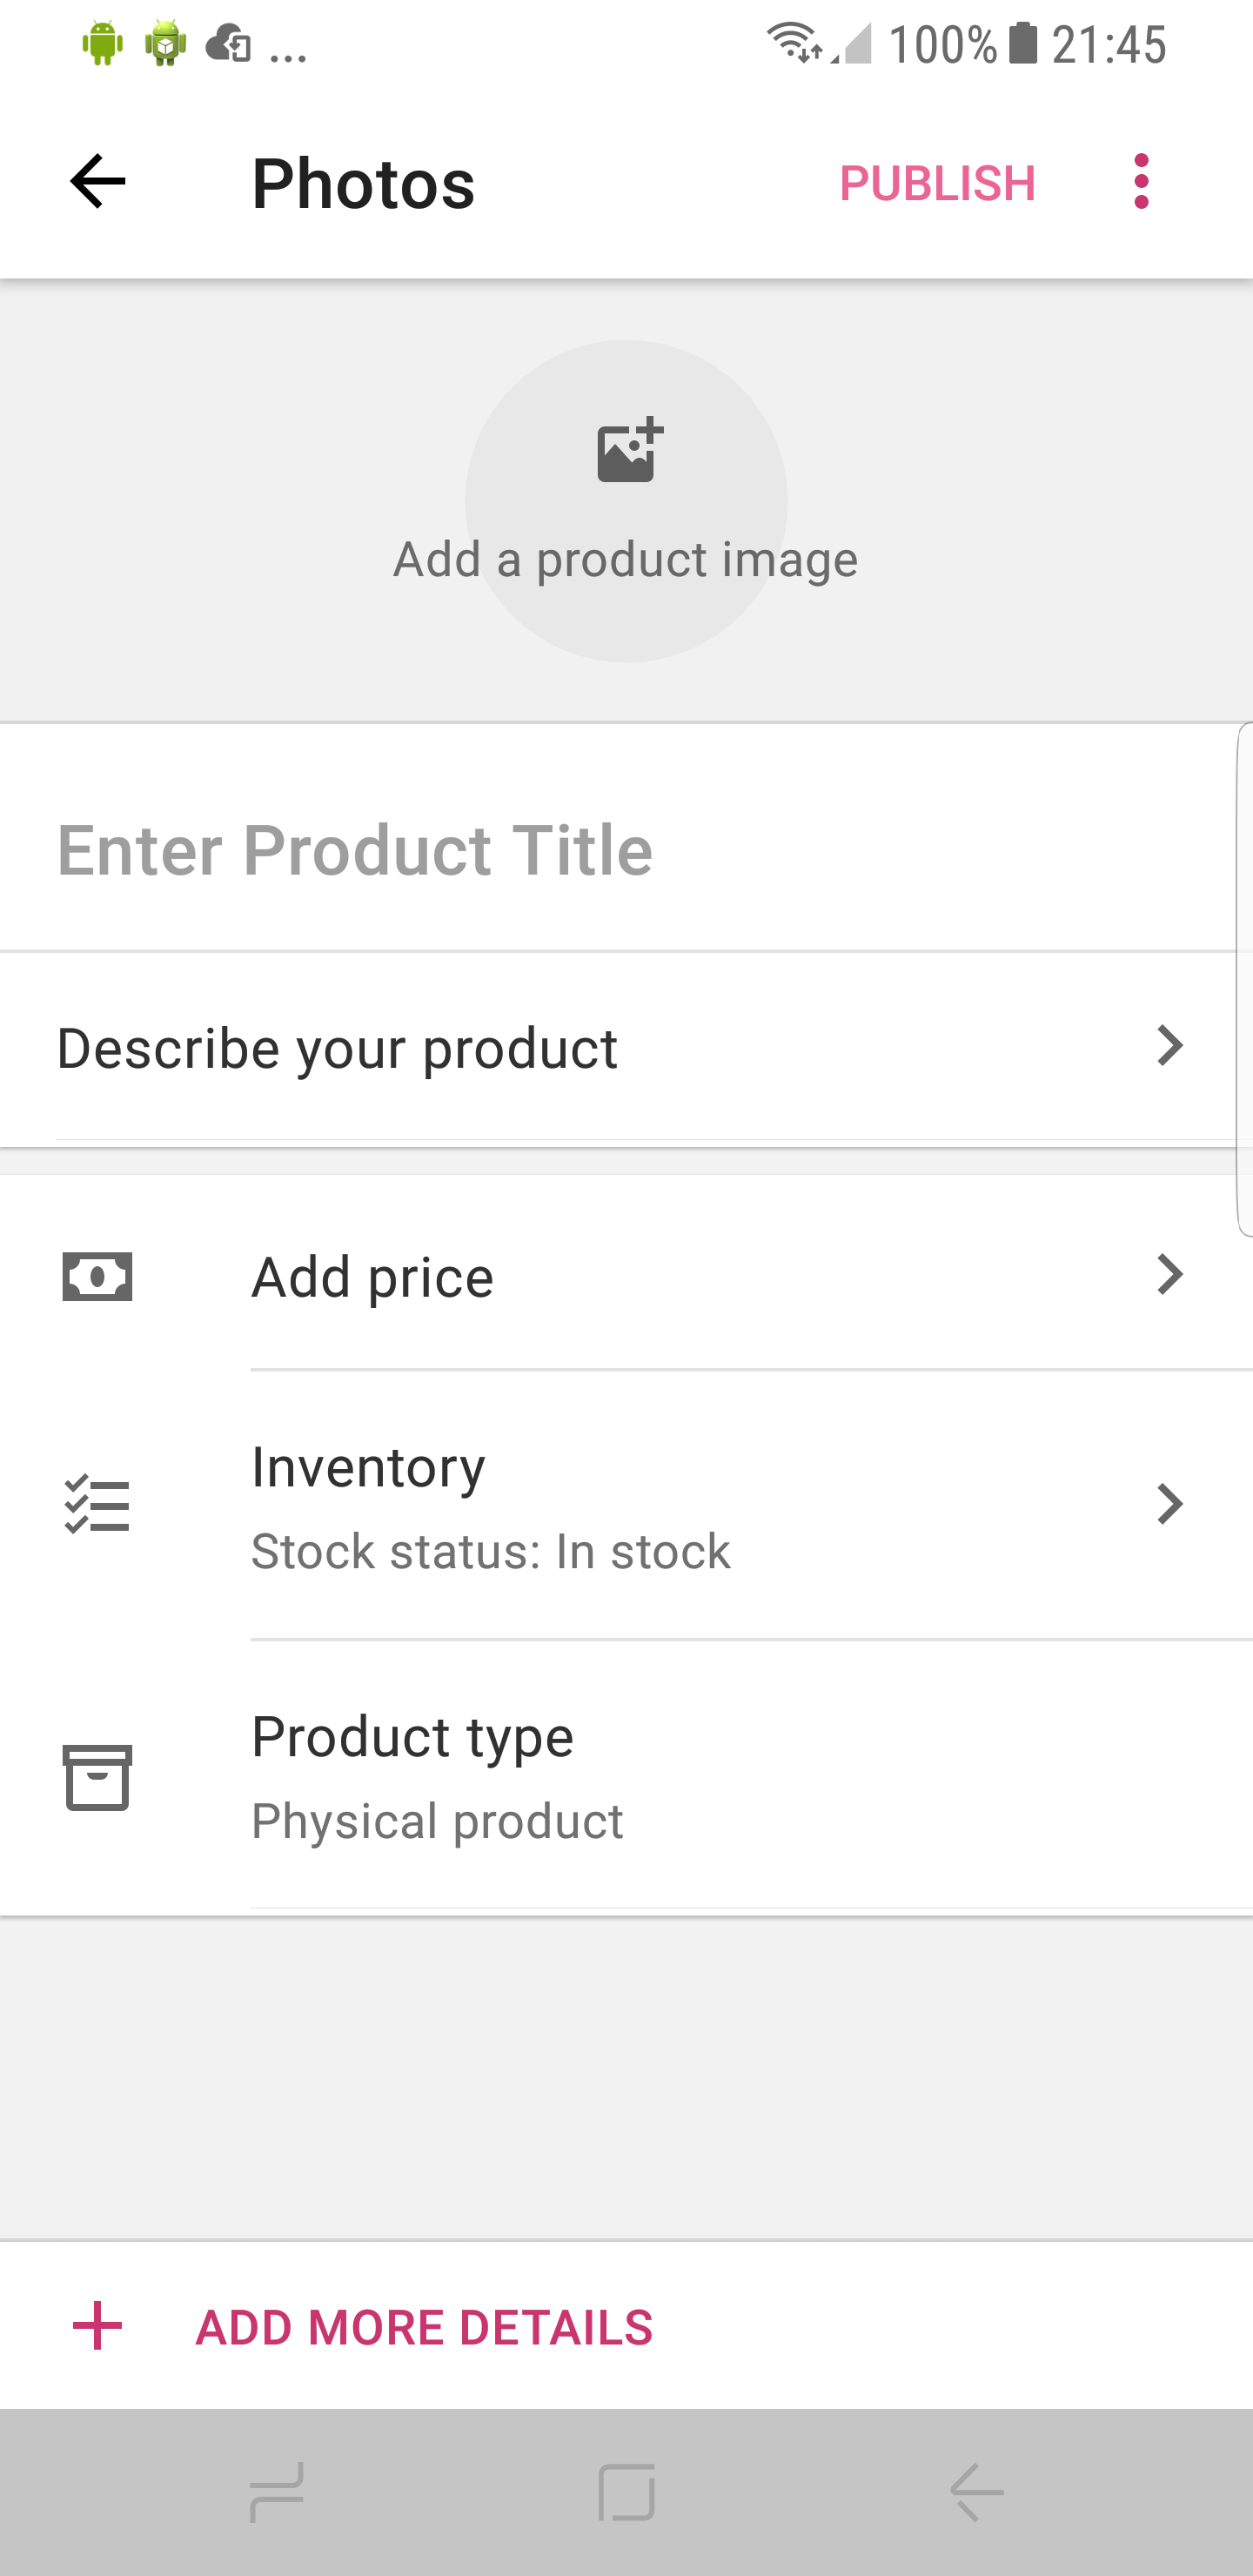 ... 100% 21:45
Photos PUBLISH
Add a product image
Enter Product Title
Describe your product
Add price
Inventory
Stock status: In stock
Product type
Physical product
ADD MORE DETAILS